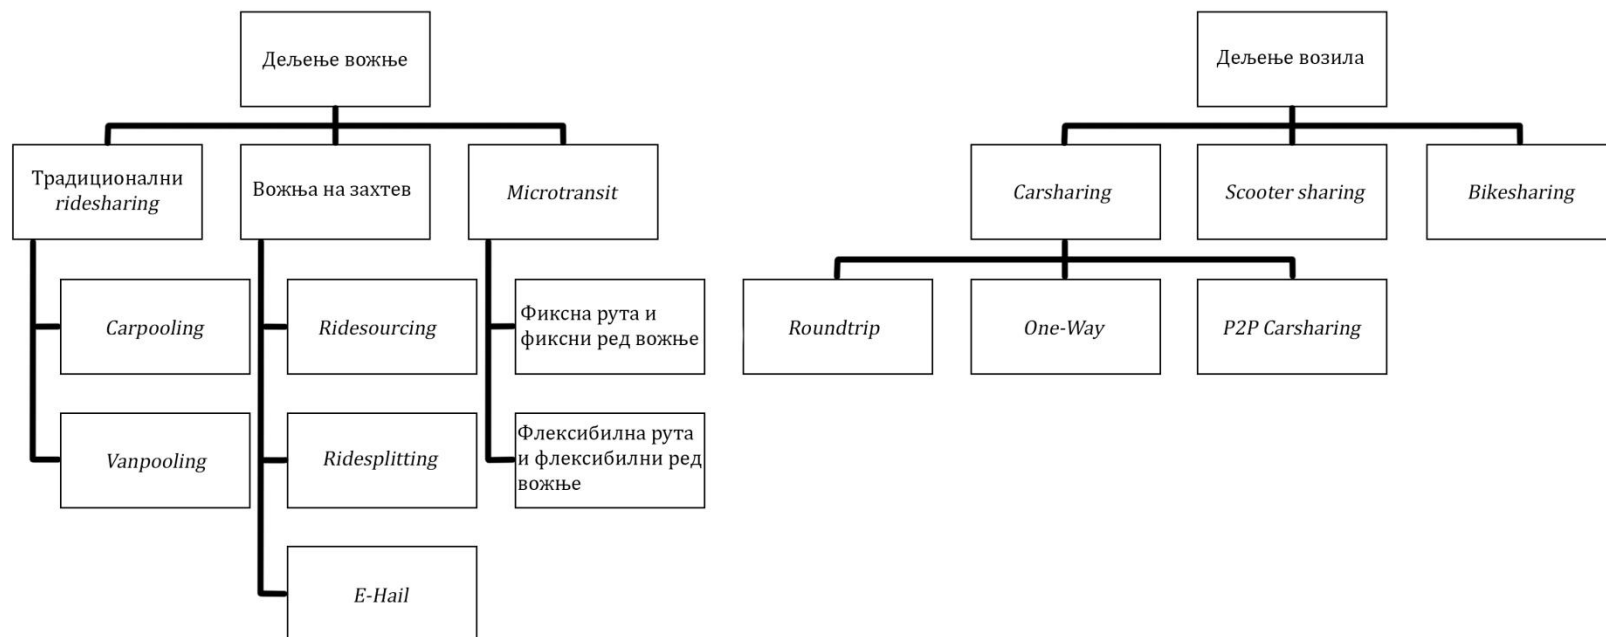 Дељење вожње
Дељење возила
Традиционални
ridesharing
Вожња на захтев
Microtransit
Carsharing
Scooter sharing
Bikesharing
Carpooling
Ridesourcing
Фиксна рута и
фиксни ред вожње
Roundtrip
One-Way
P2P Carsharing
Vanpooling
Ridesplitting
Флексибилна рута
и флексибилни ред
вожње
E-Hail